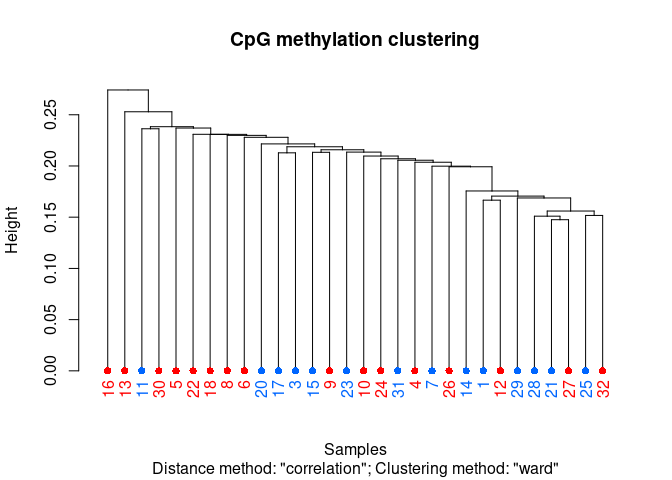 CpG methylation clustering
Height
0.00 0.05 0.10 0.15 0.20 0.25
16 13 11 30 5 22 18 8 6 20 17 3 15 9 23 10 24 31 4 7 26 14 1 12 29 28 21 27 25 32
Samples
Distance method: "correlation"; Clustering method: "ward"